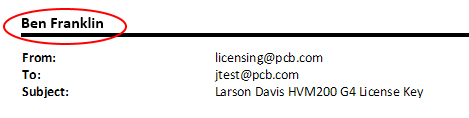 Ben Franklin
From: licensing@pcb.com
To: jtest@pcb.com
Subject: Larson Davis HVM200 G4 License Key